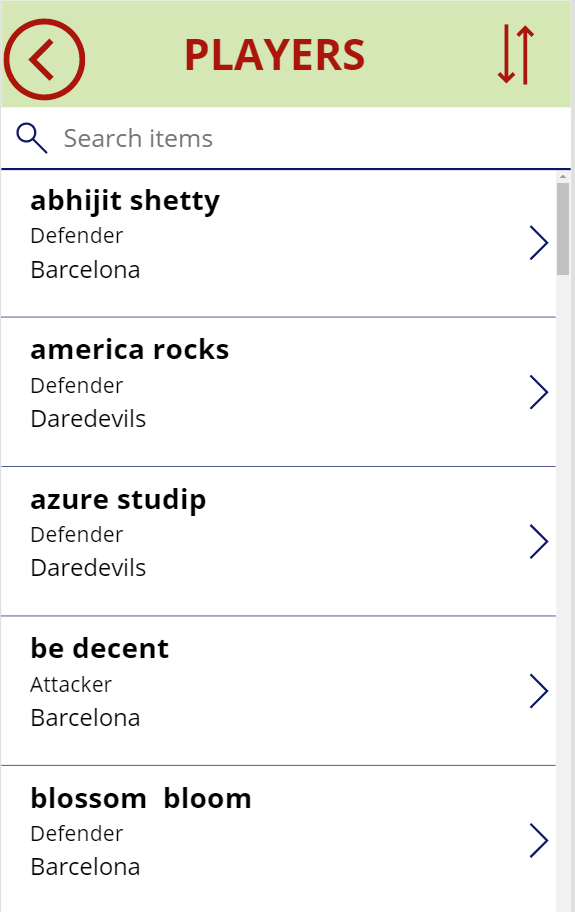 PLAYERS
Search items
abhijit shetty
Defender
Barcelona
america rocks
Defender
Daredevils
azure studip
Defender
Daredevils
be decent
Attacker
Barcelona
blossom  bloom
Defender
Barcelona